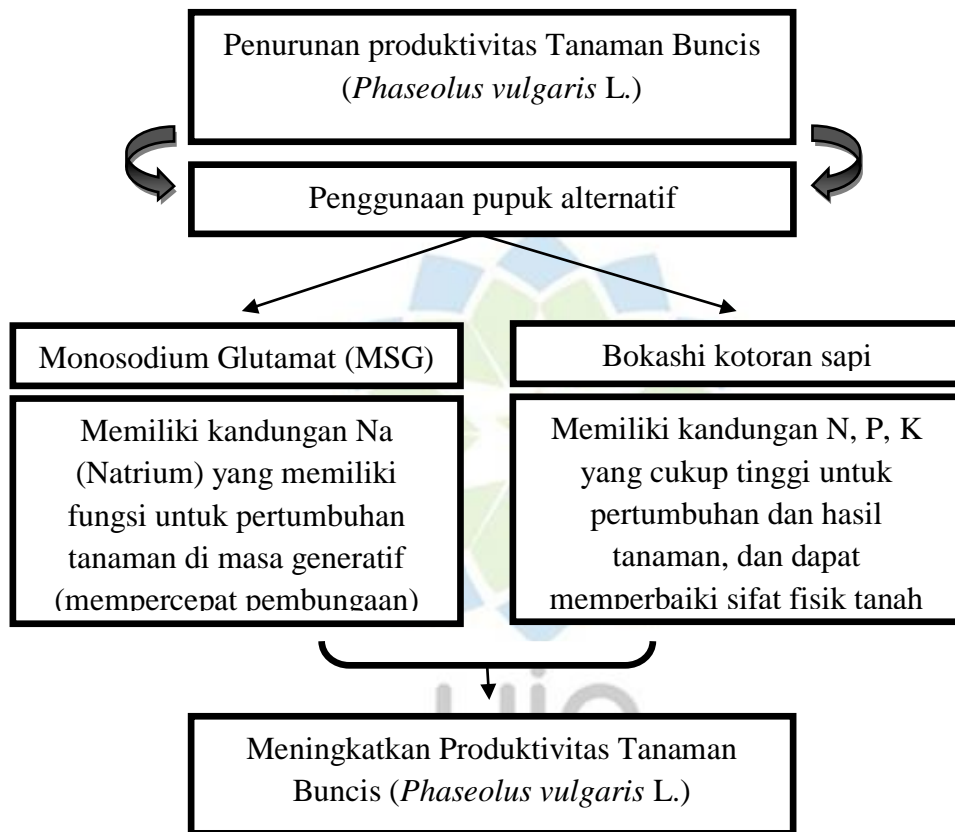 Penurunan produktivitas Tanaman Buncis
(Phaseolus vulgaris L.)
Penggunaan pupuk alternatif
Monosodium Glutamat (MSG)
Memiliki kandungan Na
(Natrium) yang memiliki
fungsi untuk pertumbuhan
tanaman di masa generatif
(mempercepat pembungaan)
Bokashi kotoran sapi
Memiliki kandungan N, P, K
yang cukup tinggi untuk
pertumbuhan dan hasil
tanaman, dan dapat
memperbaiki sifat fisik tanah
Meningkatkan Produktivitas Tanaman
Buncis (Phaseolus vulgaris L.)